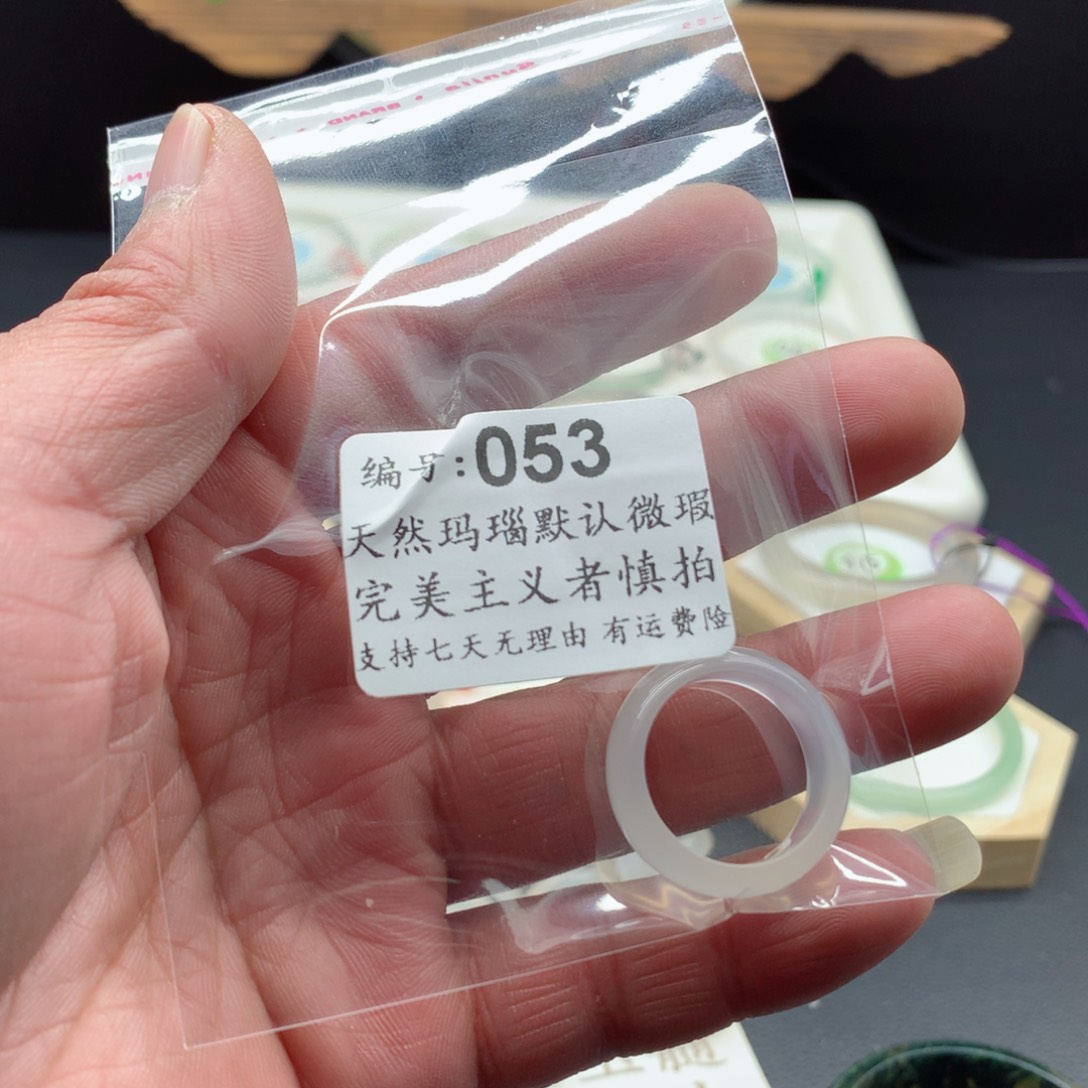 编号:053
天然玛瑙默认微瑕
完美主义者慎拍
支持七天无理由 有运费险